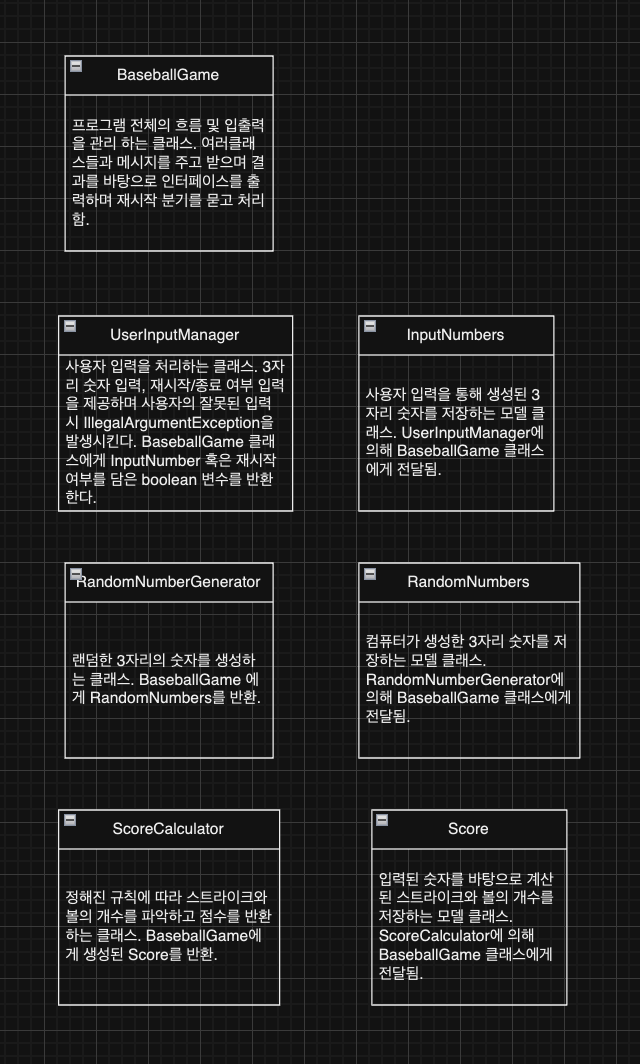 BaseballGame
프로그램 전체의 흐름 및 입출력
을 관리 하는 클래스. 여러클래
스들과 메시지를 주고 받으며 결
과를 바탕으로 인터페이스를 출
력하며 재시작 분기를 묻고 처리
함.
UserInputManager
사용자 입력을 처리하는 클래스. 3자
리 숫자 입력, 재시작/종료 여부 입력
을 제공하며 사용자의 잘못된 입력
시 IllegalArgumentException을
발생시킨다. BaseballGame 클래
스에게 InputNumber 혹은 재시작
여부를 담은 boolean 변수를 반환
한다.
InputNumbers
사용자 입력을 통해 생성된 3
자리 숫자를 저장하는 모델 클
래스. UserInputManager에
의해 BaseballGame 클래스
에게 전달됨.
RandomNumberGenerator
랜덤한 3자리의 숫자를 생성하
는 클래스. BaseballGame 에
게 RandomNumbers를 반환.
RandomNumbers
컴퓨터가 생성한 3자리 숫자를 저
장하는 모델 클래스.
RandomNumberGenerator에
의해 BaseballGame 클래스에게
전달됨.
ScoreCalculator
정해진 규칙에 따라 스트라이크와
볼의 개수를 파악하고 점수를 반환
하는 클래스. BaseballGame에
게 생성된 Score를 반환.
Score
입력된 숫자를 바탕으로 계산
된 스트라이크와 볼의 개수를
저장하는 모델 클래스.
ScoreCalculator에 의해
BaseballGame 클래스에게
전달됨.